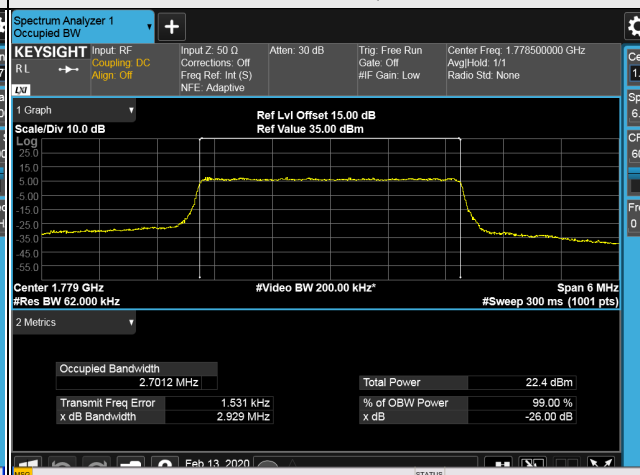 Spectrum Analyzer 1
Occupied BW
KEYSIGHT
RL
LXI
Input: RF
Coupling: DC
Align: Off
Input Z: 50 Ω
Corrections: Off
Freq Ref: Int (S)
NFE: Adaptive
Atten: 30 dB
Trig: Free Run
Gate: Off
#IF Gain: Low
Center Freq: 1.778500000 GHz
Avg|Hold: 1/1
Radio Std: None
1 Graph
Scale/Div 10.0 dB
Ref Lvl Offset 15.00 dB
Ref Value 35.00 dBm
Log
25.0
15.0
5.00
-5.00
-15.0
-25.0
-35.0
-45.0
-55.0
Center 1.779 GHz
#Res BW 62.000 kHz
#Video BW 200.00 kHz*
Span 6 MHz
#Sweep 300 ms (1001 pts)
2 Metrics
Occupied Bandwidth
2.7012 MHz
Transmit Freq Error 1.531 kHz
x dB Bandwidth 2.929 MHz
Total Power 22.4 dBm
% of OBW Power 99.00 %
x dB -26.00 dB
Feb 13, 2020
MSG
STATUS